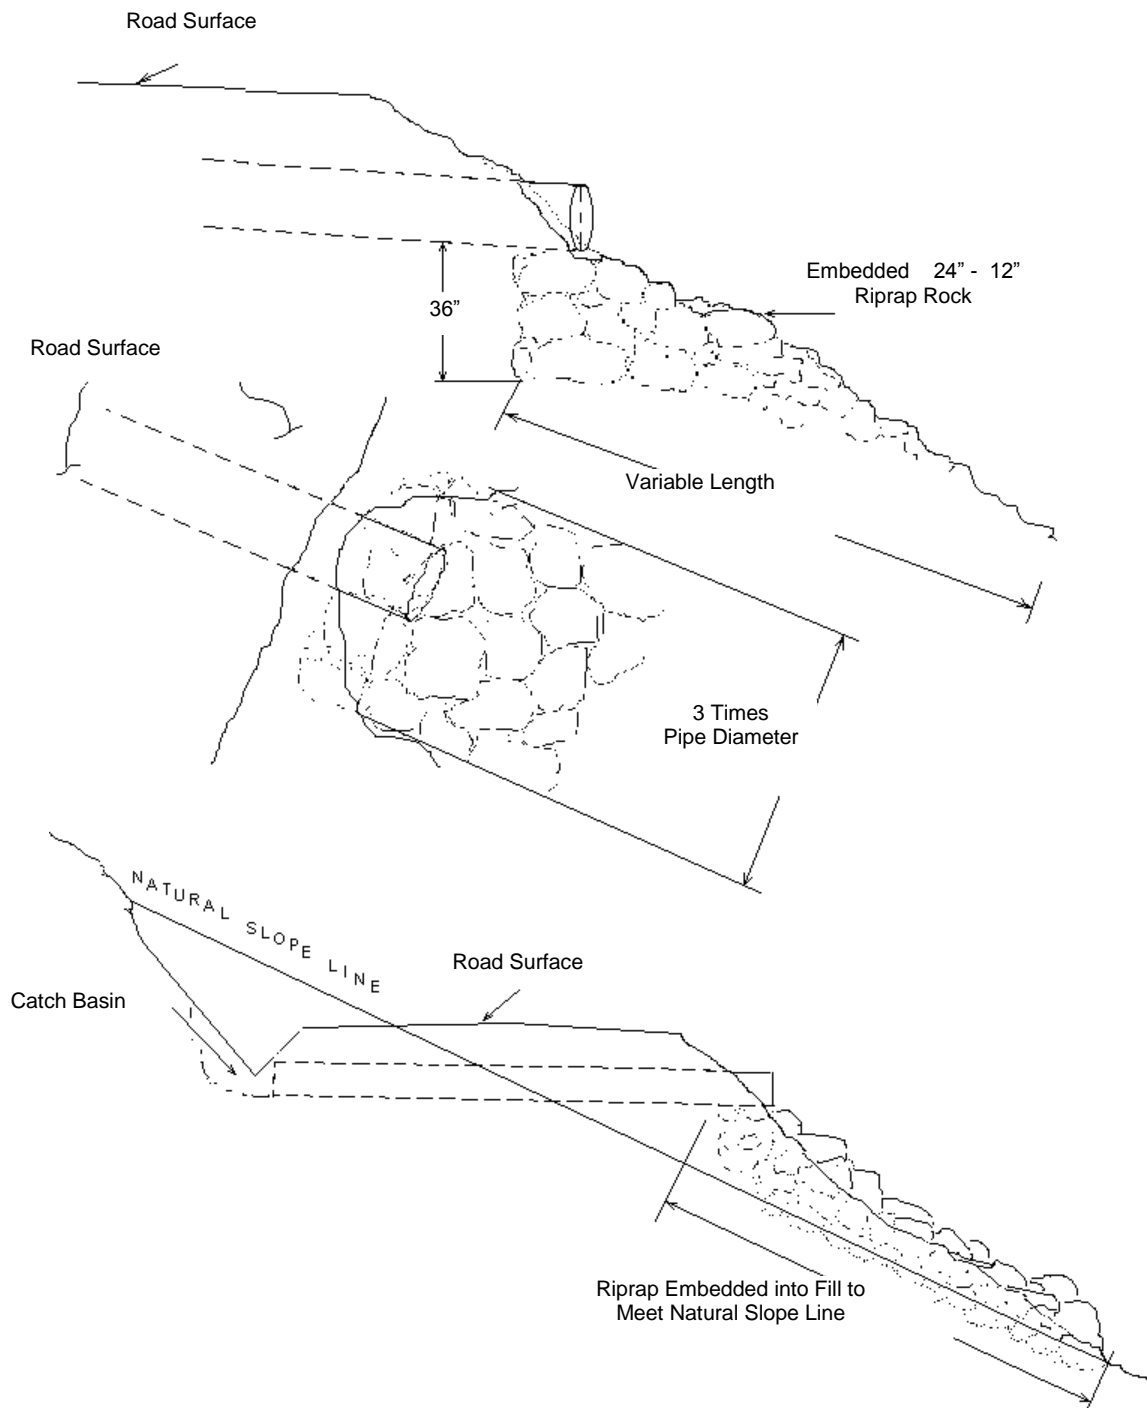 Road Surface
Embedded 24” - 12”
Riprap Rock
36”
Road Surface
Variable Length
3 Times
Pipe Diameter
NATURAL SLOPE LINE
Road Surface
Catch Basin
Riprap Embedded into Fill to
Meet Natural Slope Line